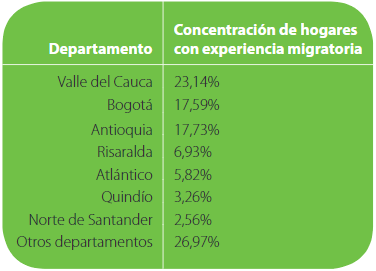 Departamento Concentración de hogares
con experiencia migratoria
Valle del Cauca 23,14%
Bogotá 17,59%
Antioquia 17,73%
Risaralda 6,93%
Atlántico 5,82%
Quindío 3,26%
Norte de Santander 2,56%
Otros departamentos 26,97%